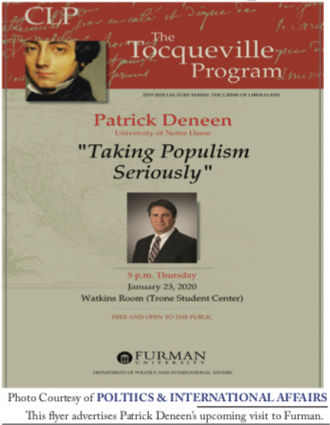 CLP
The
Tocqueville
Program
2019-2020 LECTURE SERIES: THE CRISIS OF LIBERALISM
Patrick Deneen
University of Notre Dame
"Taking Populism
Seriously"
5 p.m. Thursday
January 23, 2020
Watkins Room (Trone Student Center)
FREE AND OPEN TO THE PUBLIC
FURMAN
UNIVERSITY
DEPARTMENT OF POLITICS AND INTERNATIONAL AFFAIRS
Photo Courtesy of POLTIICS & INTERNATIONAL AFFAIRS
This flyer advertises Patrick Deneen's upcoming visit to Furman.